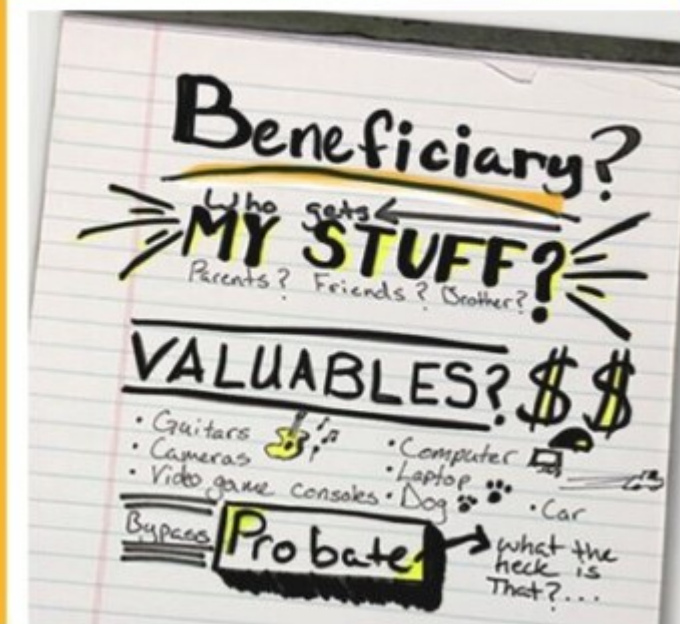 Beneficiary?
Who gets
MY STUFF?
Parents? Friends? Brother?
VALUABLES? $$
· Guitars
· Cameras
· Video game consoles
· Computer
· Laptop
· Dog
· Car
Bypass Probate
what the
heck is
That?...